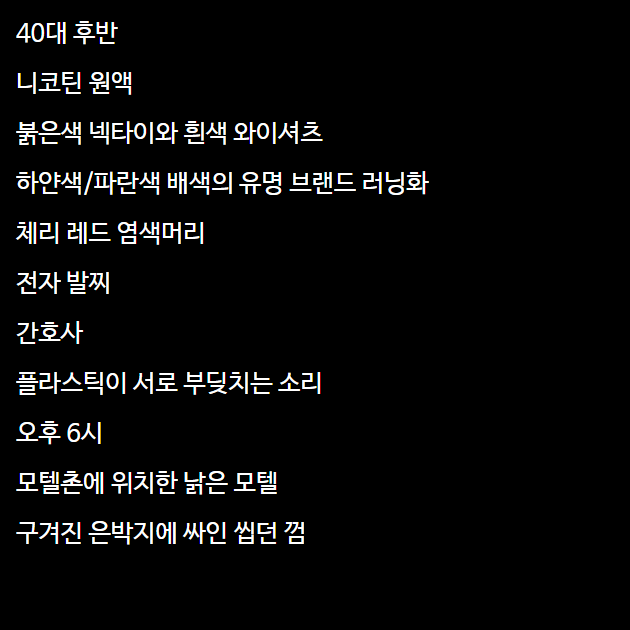 40대 후반
니코틴 원액
붉은색 넥타이와 흰색 와이셔츠
하얀색/파란색 배색의 유명 브랜드 러닝화
체리 레드 염색머리
전자 발찌
간호사
플라스틱이 서로 부딪치는 소리
오후 6시
모텔촌에 위치한 낡은 모텔
구겨진 은박지에 싸인 씹던 껌